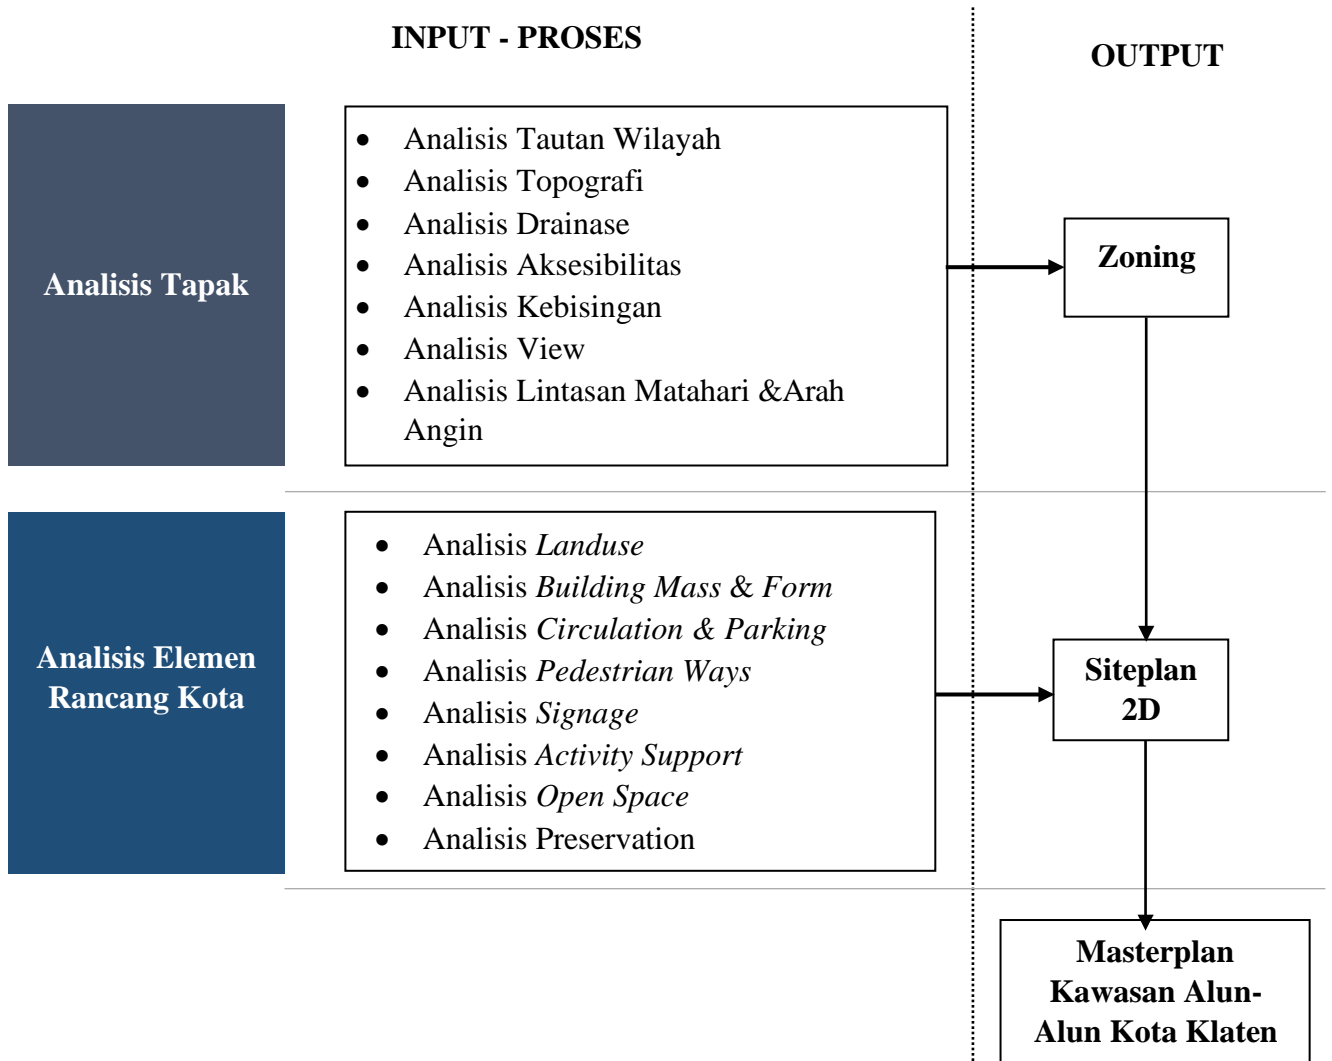 INPUT - PROSES
OUTPUT
Analisis Tapak
• Analisis Tautan Wilayah
• Analisis Topografi
• Analisis Drainase
• Analisis Aksesibilitas
• Analisis Kebisingan
• Analisis View
• Analisis Lintasan Matahari &Arah
Angin
Zoning
Analisis Elemen
Rancang Kota
• Analisis Landuse
• Analisis Building Mass & Form
• Analisis Circulation & Parking
• Analisis Pedestrian Ways
• Analisis Signage
• Analisis Activity Support
• Analisis Open Space
• Analisis Preservation
Siteplan
2D
Masterplan
Kawasan Alun-
Alun Kota Klaten